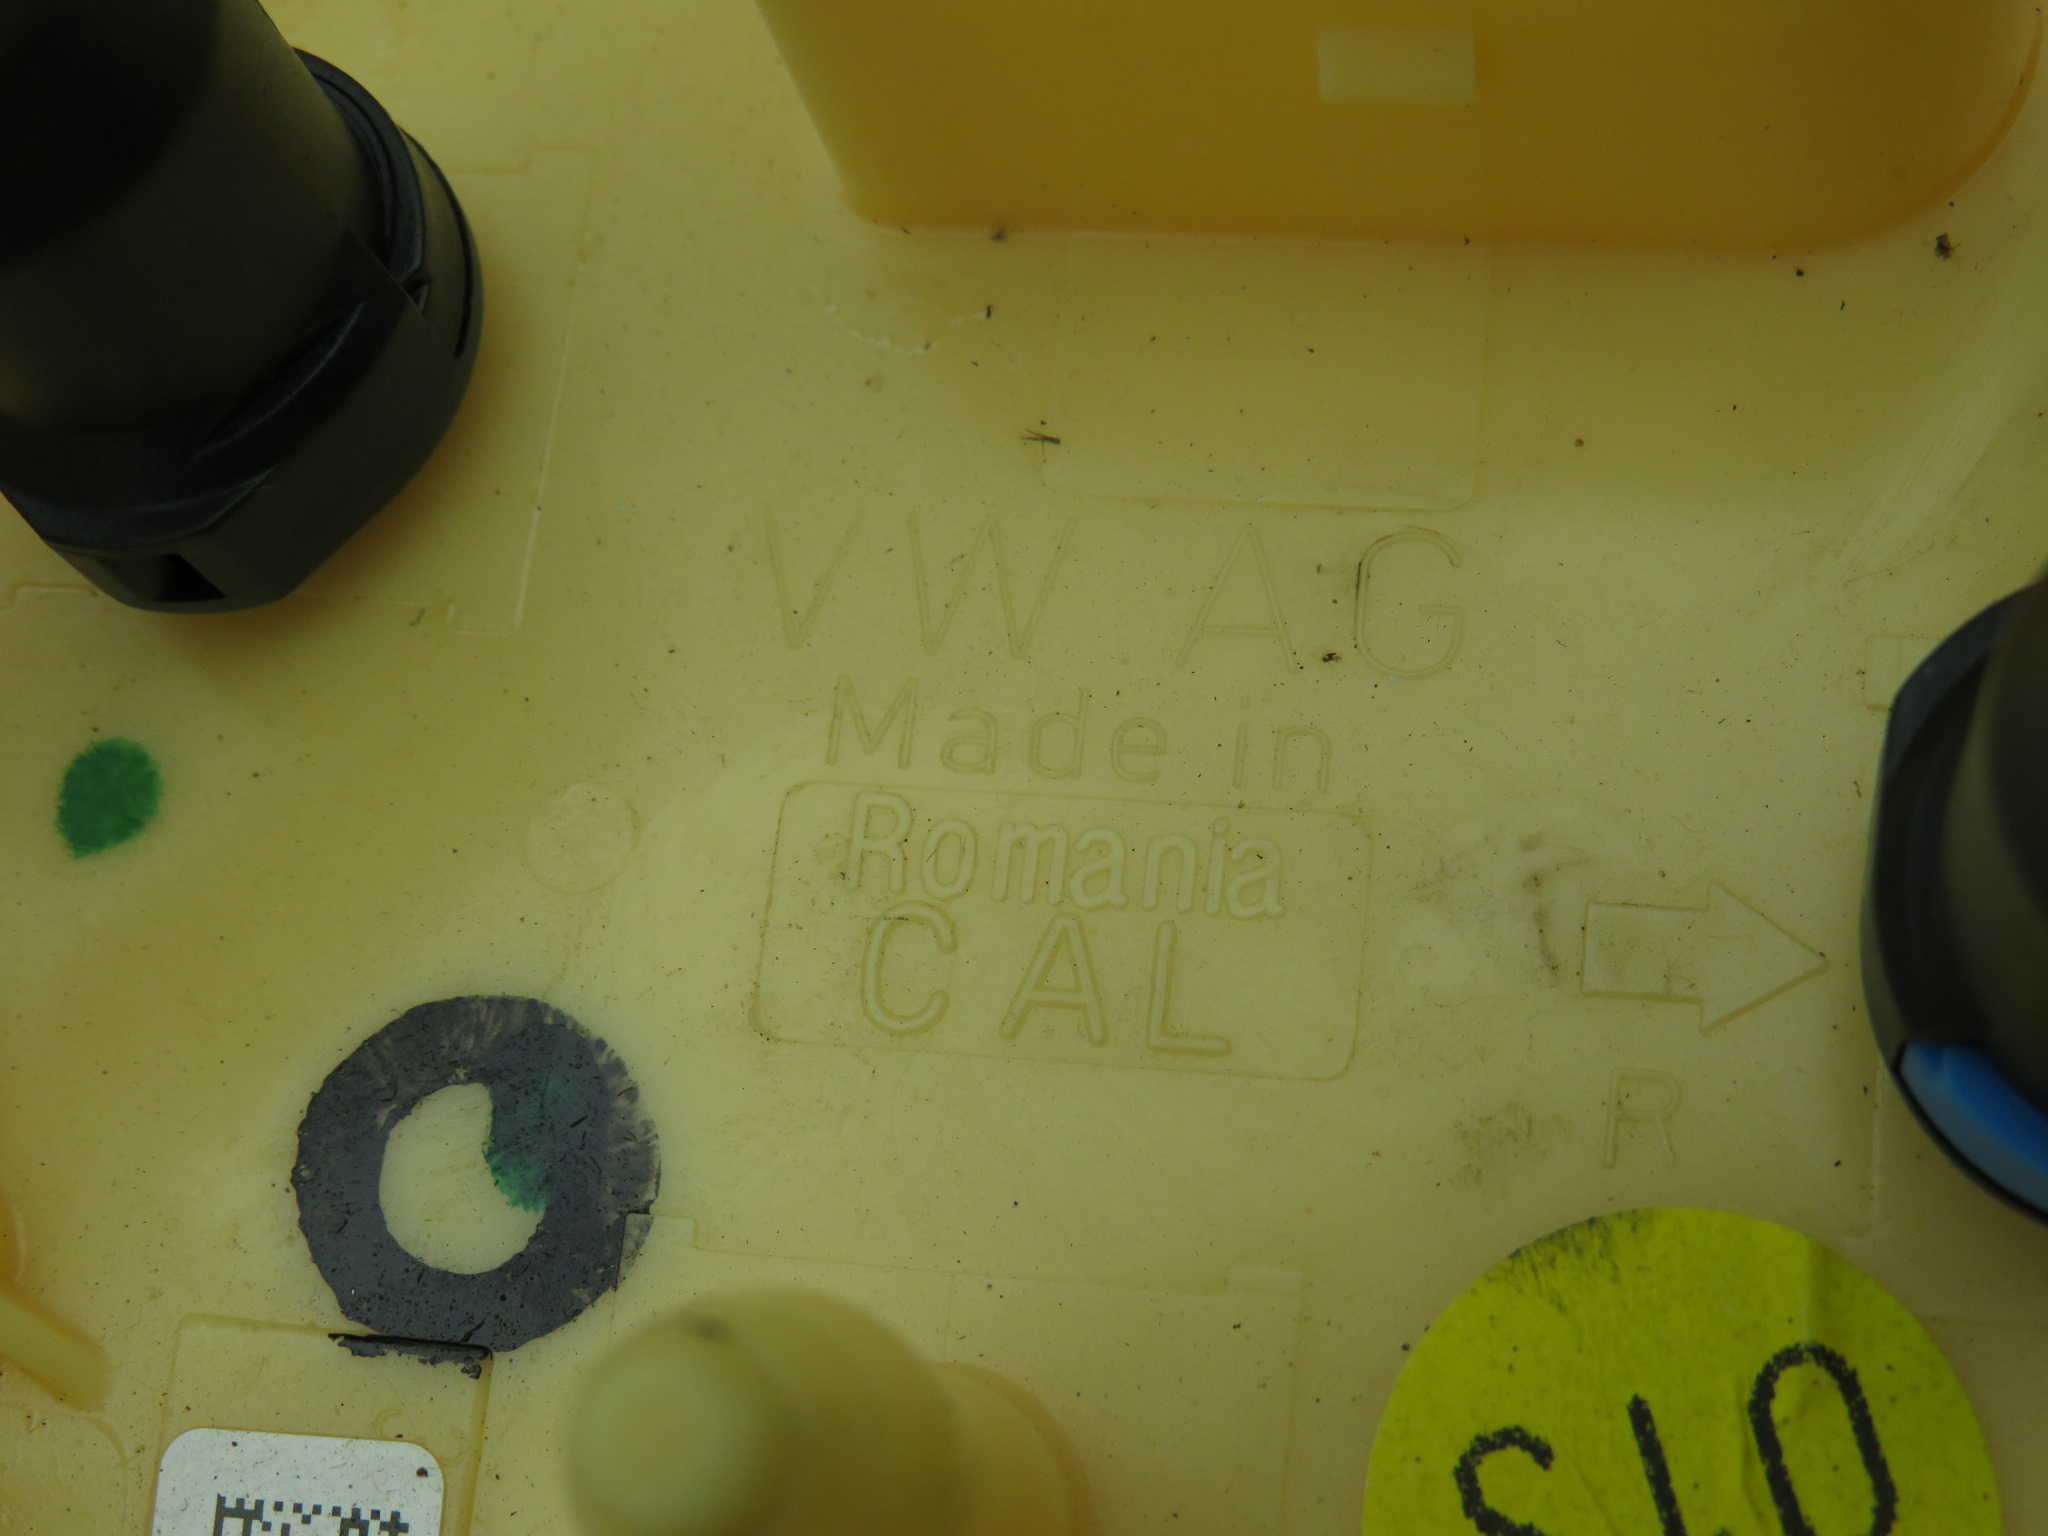 VW AG
Made in
Romania
CAL
R